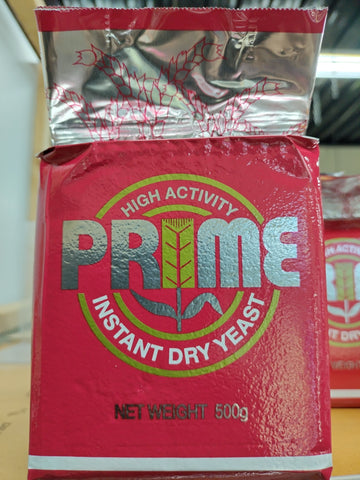 HIGH ACTIVITY
PRIME
INSTANT DRY YEAST
NET WEIGHT 500g